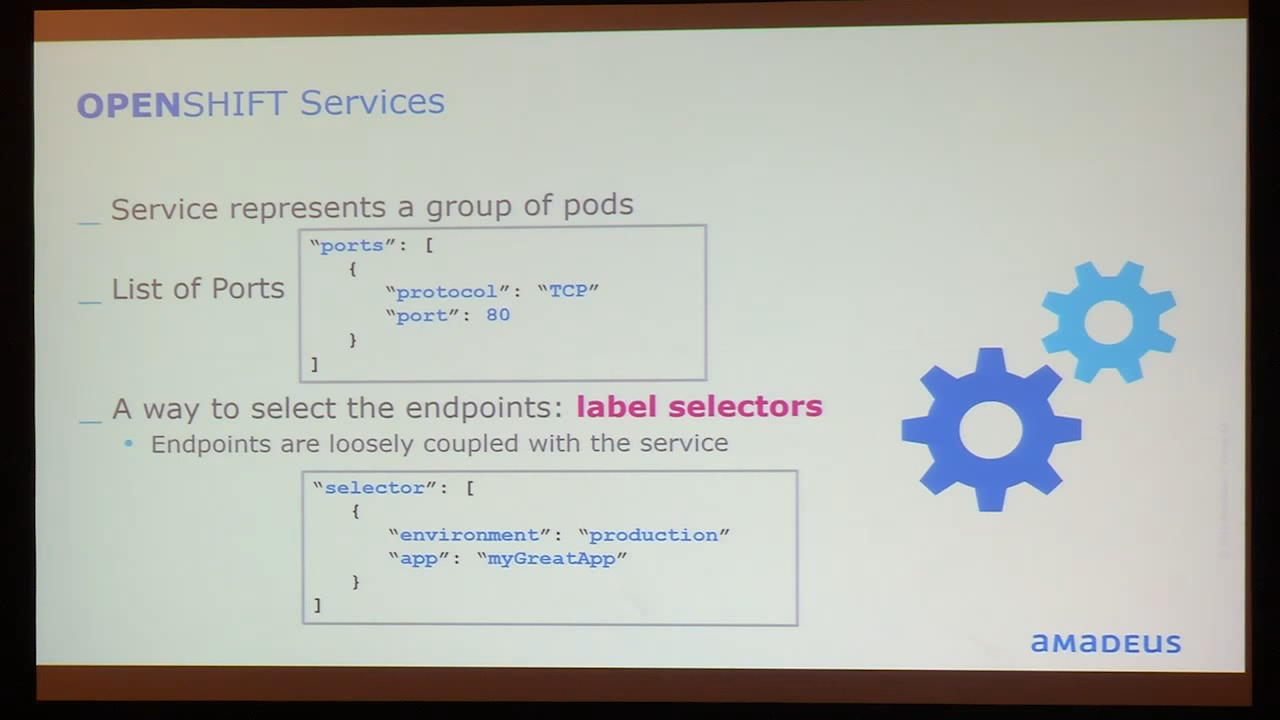 OPENSHIFT Services
_ Service represents a group of pods
_ List of Ports
“ports”: [
{
“protocol”: “TCP”
“port”: 80
}
]
_ A way to select the endpoints: label selectors
• Endpoints are loosely coupled with the service
“selector”: [
{
“environment”: “production”
“app”: “myGreatApp”
}
]
aMaDEUS